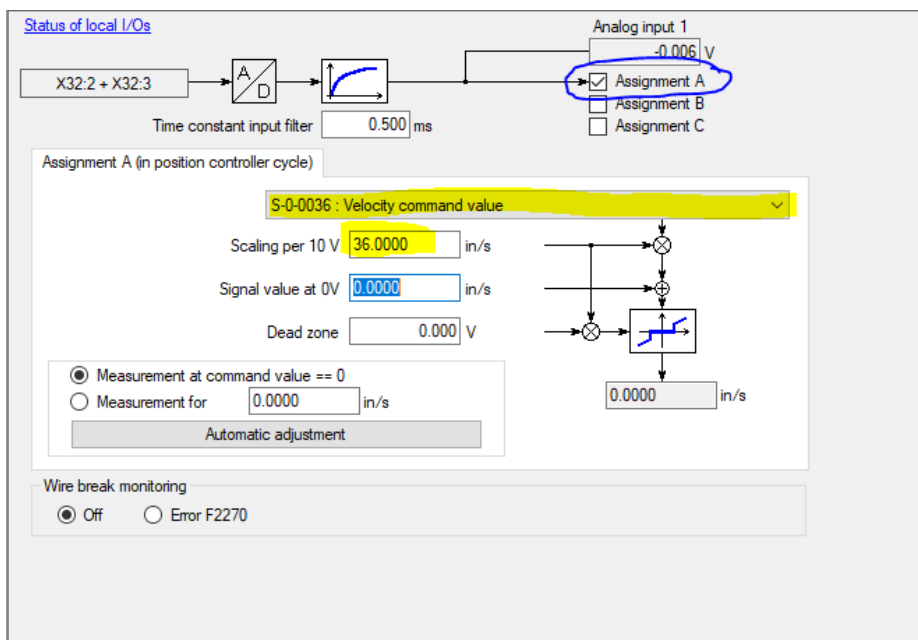 Status of local I/Os
Analog input 1
-0.006 V
X32:2 + X32:3
A
D
Assignment A
Assignment B
Assignment C
Time constant input filter 0.500 ms
Assignment A (in position controller cycle)
S-0-0036 : Velocity command value
Scaling per 10 V 36.0000 in/s
Signal value at 0V 0.0000 in/s
Dead zone 0.000 V
Measurement at command value == 0
Measurement for 0.0000 in/s
0.0000 in/s
Automatic adjustment
Wire break monitoring
Off Error F2270